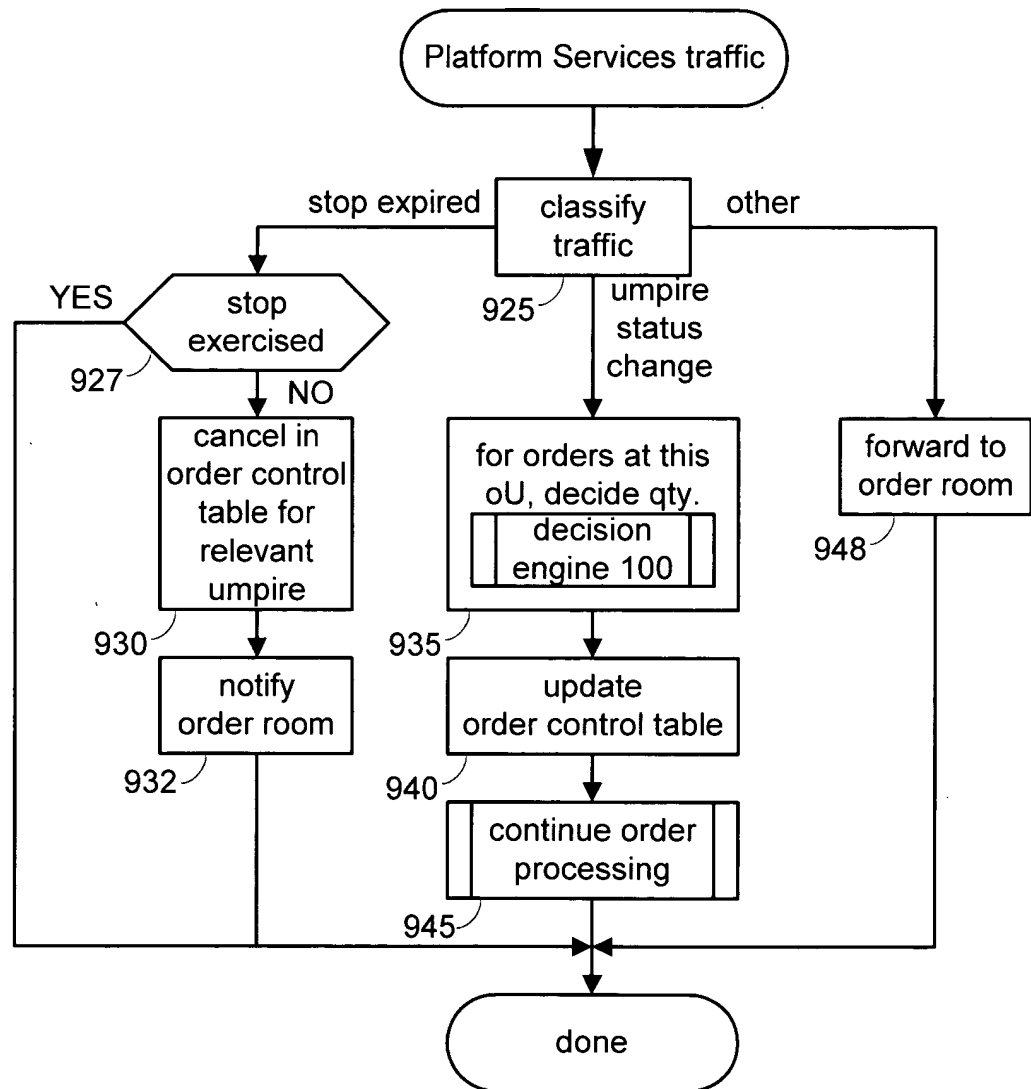 Platform Services traffic
stop expired
classify
traffic
other
925
umpire
status
change
YES
stop
exercised
927
NO
cancel in
order control
table for
relevant
umpire
930
notify
order room
932
for orders at this
oU, decide qty.
decision
engine 100
935
update
order control table
940
continue order
processing
945
forward to
order room
948
done